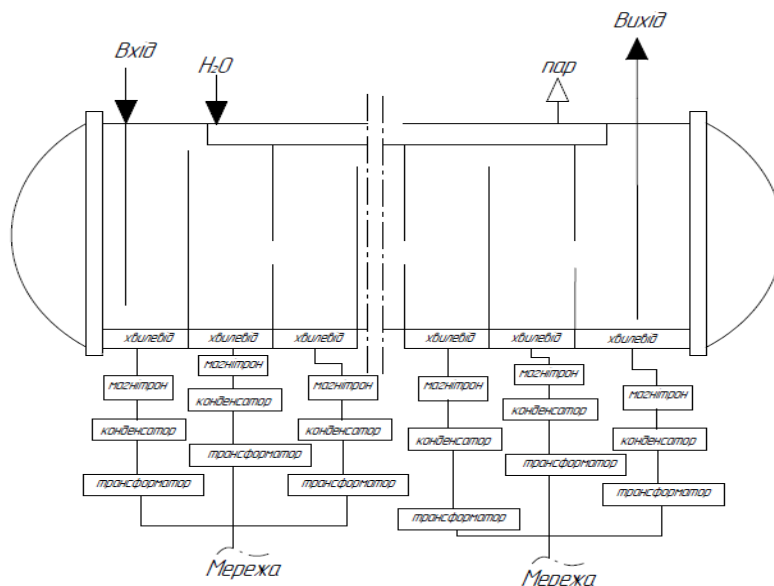 Вхід
H₂O
пар
Вихід
хвилевід
хвилевід
хвилевід
хвилевід
хвилевід
хвилевід
магнітрон
магнітрон
магнітрон
магнітрон
магнітрон
магнітрон
конденсатор
конденсатор
конденсатор
конденсатор
конденсатор
конденсатор
трансформатор
трансформатор
трансформатор
трансформатор
трансформатор
трансформатор
Мережа
Мережа